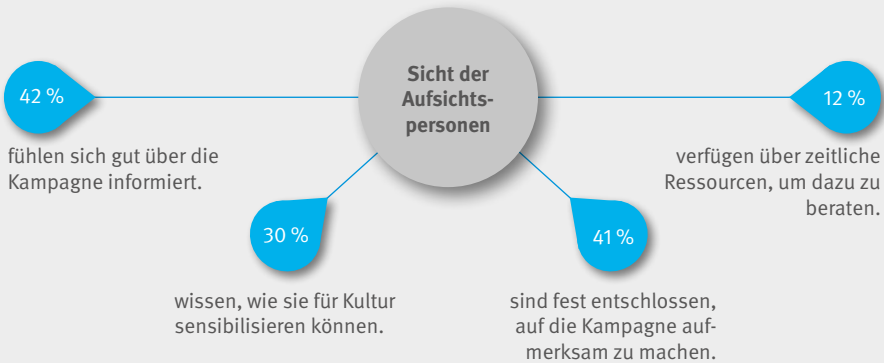 Sicht der
Aufsichts-
personen
42 %
fühlen sich gut über die
Kampagne informiert.
12 %
verfügen über zeitliche
Ressourcen, um dazu zu
beraten.
30 %
wissen, wie sie für Kultur
sensibilisieren können.
41 %
sind fest entschlossen,
auf die Kampagne auf-
merksam zu machen.